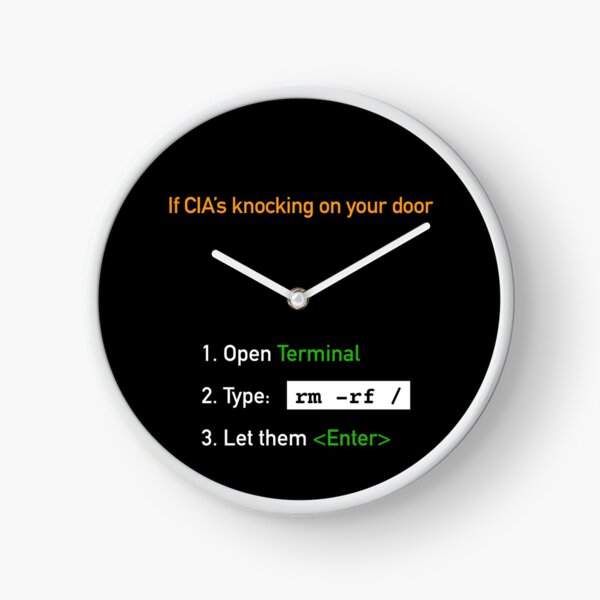 If CIA's knocking on your door
1. Open Terminal
2. Type: rm -rf /
3. Let them <Enter>